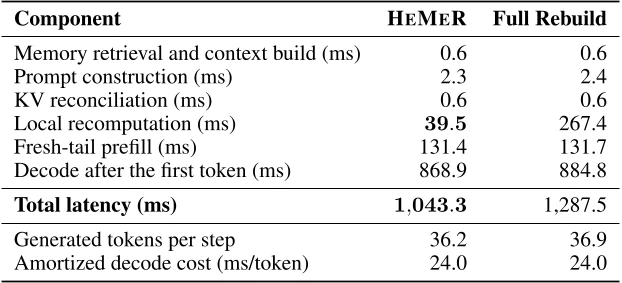 Component HEMER Full Rebuild
Memory retrieval and context build (ms) 0.6 0.6
Prompt construction (ms) 2.3 2.4
KV reconciliation (ms) 0.6 0.6
Local recomputation (ms) 39.5 267.4
Fresh-tail prefill (ms) 131.4 131.7
Decode after the first token (ms) 868.9 884.8
Total latency (ms) 1,043.3 1,287.5
Generated tokens per step 36.2 36.9
Amortized decode cost (ms/token) 24.0 24.0